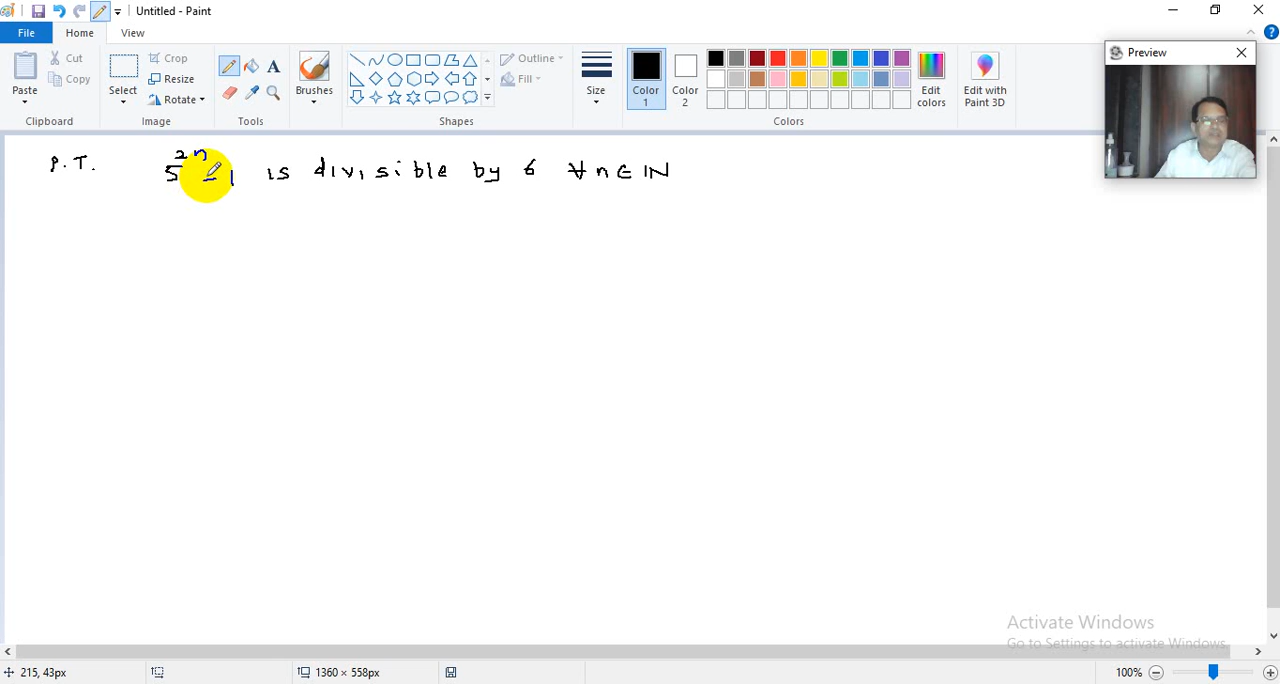 Untitled - Paint
File Home View
Paste Cut Copy Clipboard
Select Crop Resize Rotate Image
Tools
Brushes
Outline Fill Shapes
Size
Color 1 Color 2 Edit colors Colors
Edit with Paint 3D
Preview
P.T. 5^{2n} - 1 is divisible by 6 ∀ n ∈ ℕ
Activate Windows
Go to Settings to activate Windows.
215, 43px 1360 × 558px 100%